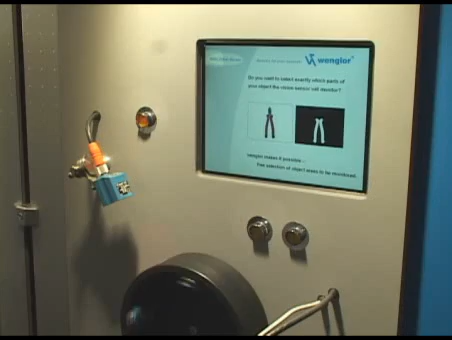 wenglor
Do you want to select exactly which parts of
your object the vision sensor will monitor?
wenglor makes it possible –
free selection of object areas to be monitored.